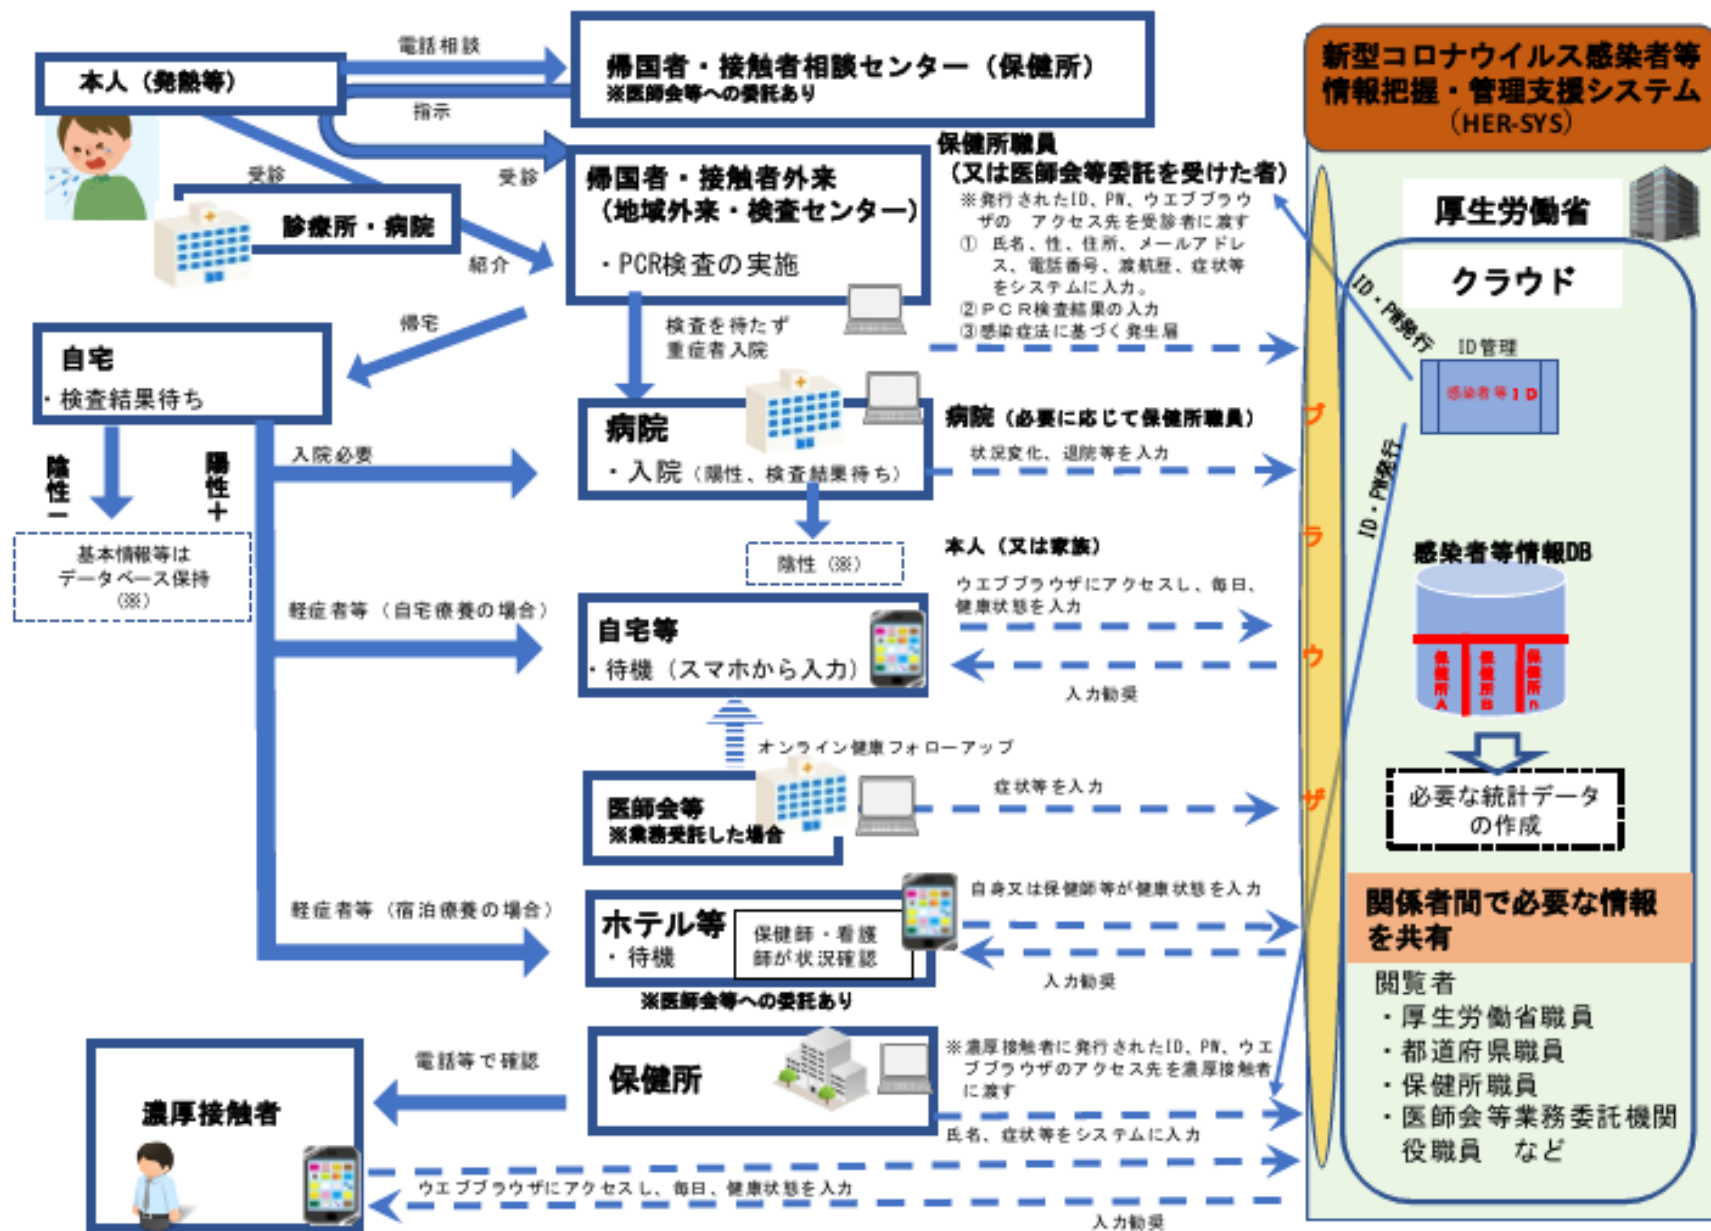 電話相談
本人（発熱等）
帰国者・接触者相談センター（保健所）
※医師会等への委託あり
指示
受診
受診
診療所・病院
紹介
帰国者・接触者外来
（地域外来・検査センター）
・PCR検査の実施
保健所職員
（又は医師会等委託を受けた者）
※発行されたID、PW、ウエブブラウ
ザの　アクセス先を受診者に渡す
①　氏名、性、住所、メールアドレ
ス、電話番号、渡航歴、症状等
をシステムに入力。
②ＰＣＲ検査結果の入力
③感染症法に基づく発生届
帰宅
検査を待たず
重症者入院
自宅
・検査結果待ち
陰性－
陽性＋
入院必要
病院
・入院（陽性、検査結果待ち）
病院（必要に応じて保健所職員）
状況変化、退院等を入力
基本情報等は
データベース保持
（※）
陰性（※）
本人（又は家族）
ウエブブラウザにアクセスし、毎日、
健康状態を入力
軽症者等（自宅療養の場合）
自宅等
・待機（スマホから入力）
入力勧奨
オンライン健康フォローアップ
医師会等
※業務受託した場合
症状等を入力
軽症者等（宿泊療養の場合）
ホテル等
・待機
保健師・看護
師が状況確認
自身又は保健師等が健康状態を入力
入力勧奨
※医師会等への委託あり
電話等で確認
保健所
※濃厚接触者に発行されたID、PW、ウエ
ブブラウザのアクセス先を濃厚接触者
に渡す
氏名、症状等をシステムに入力
濃厚接触者
ウエブブラウザにアクセスし、毎日、健康状態を入力
入力勧奨
新型コロナウイルス感染者等
情報把握・管理支援システム
（HER-SYS）
ブラウザ
厚生労働省
クラウド
ID・PW発行
ID管理
感染者等ＩＤ
ID・PW発行
感染者等情報DB
保健所A
保健所B
保健所n
必要な統計データ
の作成
関係者間で必要な情報
を共有
閲覧者
・厚生労働省職員
・都道府県職員
・保健所職員
・医師会等業務委託機関
役職員　など